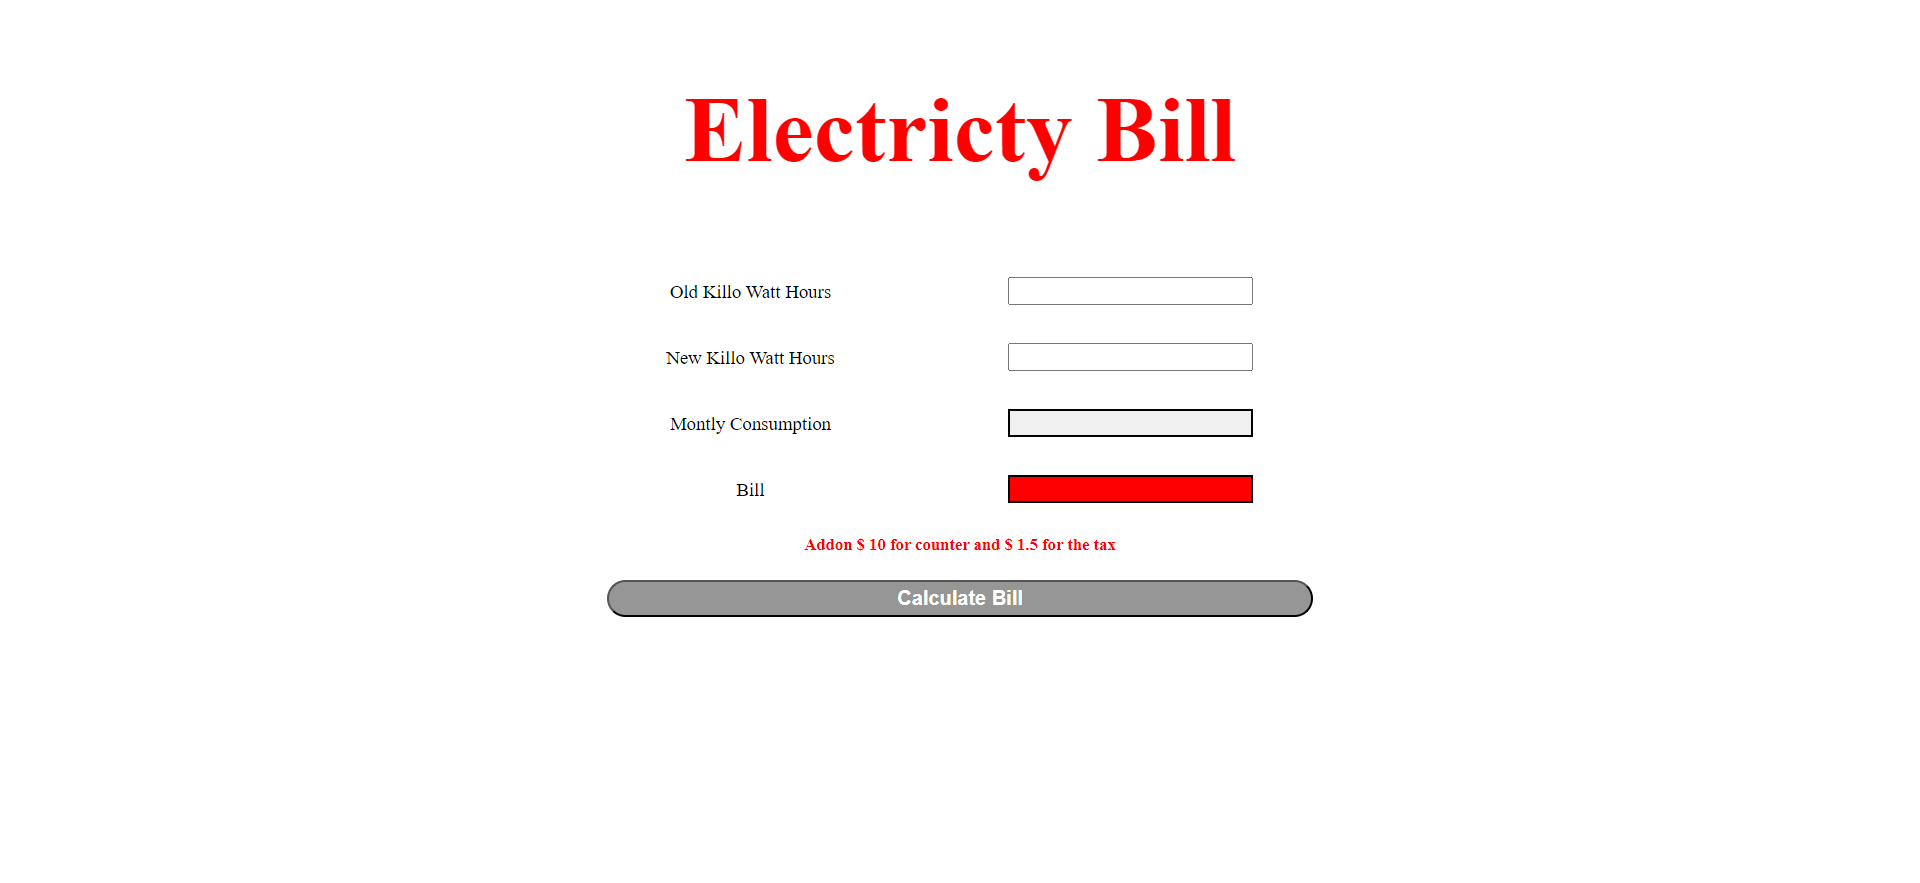 Electricty Bill
Old Killo Watt Hours
New Killo Watt Hours
Montly Consumption
Bill
Addon $ 10 for counter and $ 1.5 for the tax
Calculate Bill